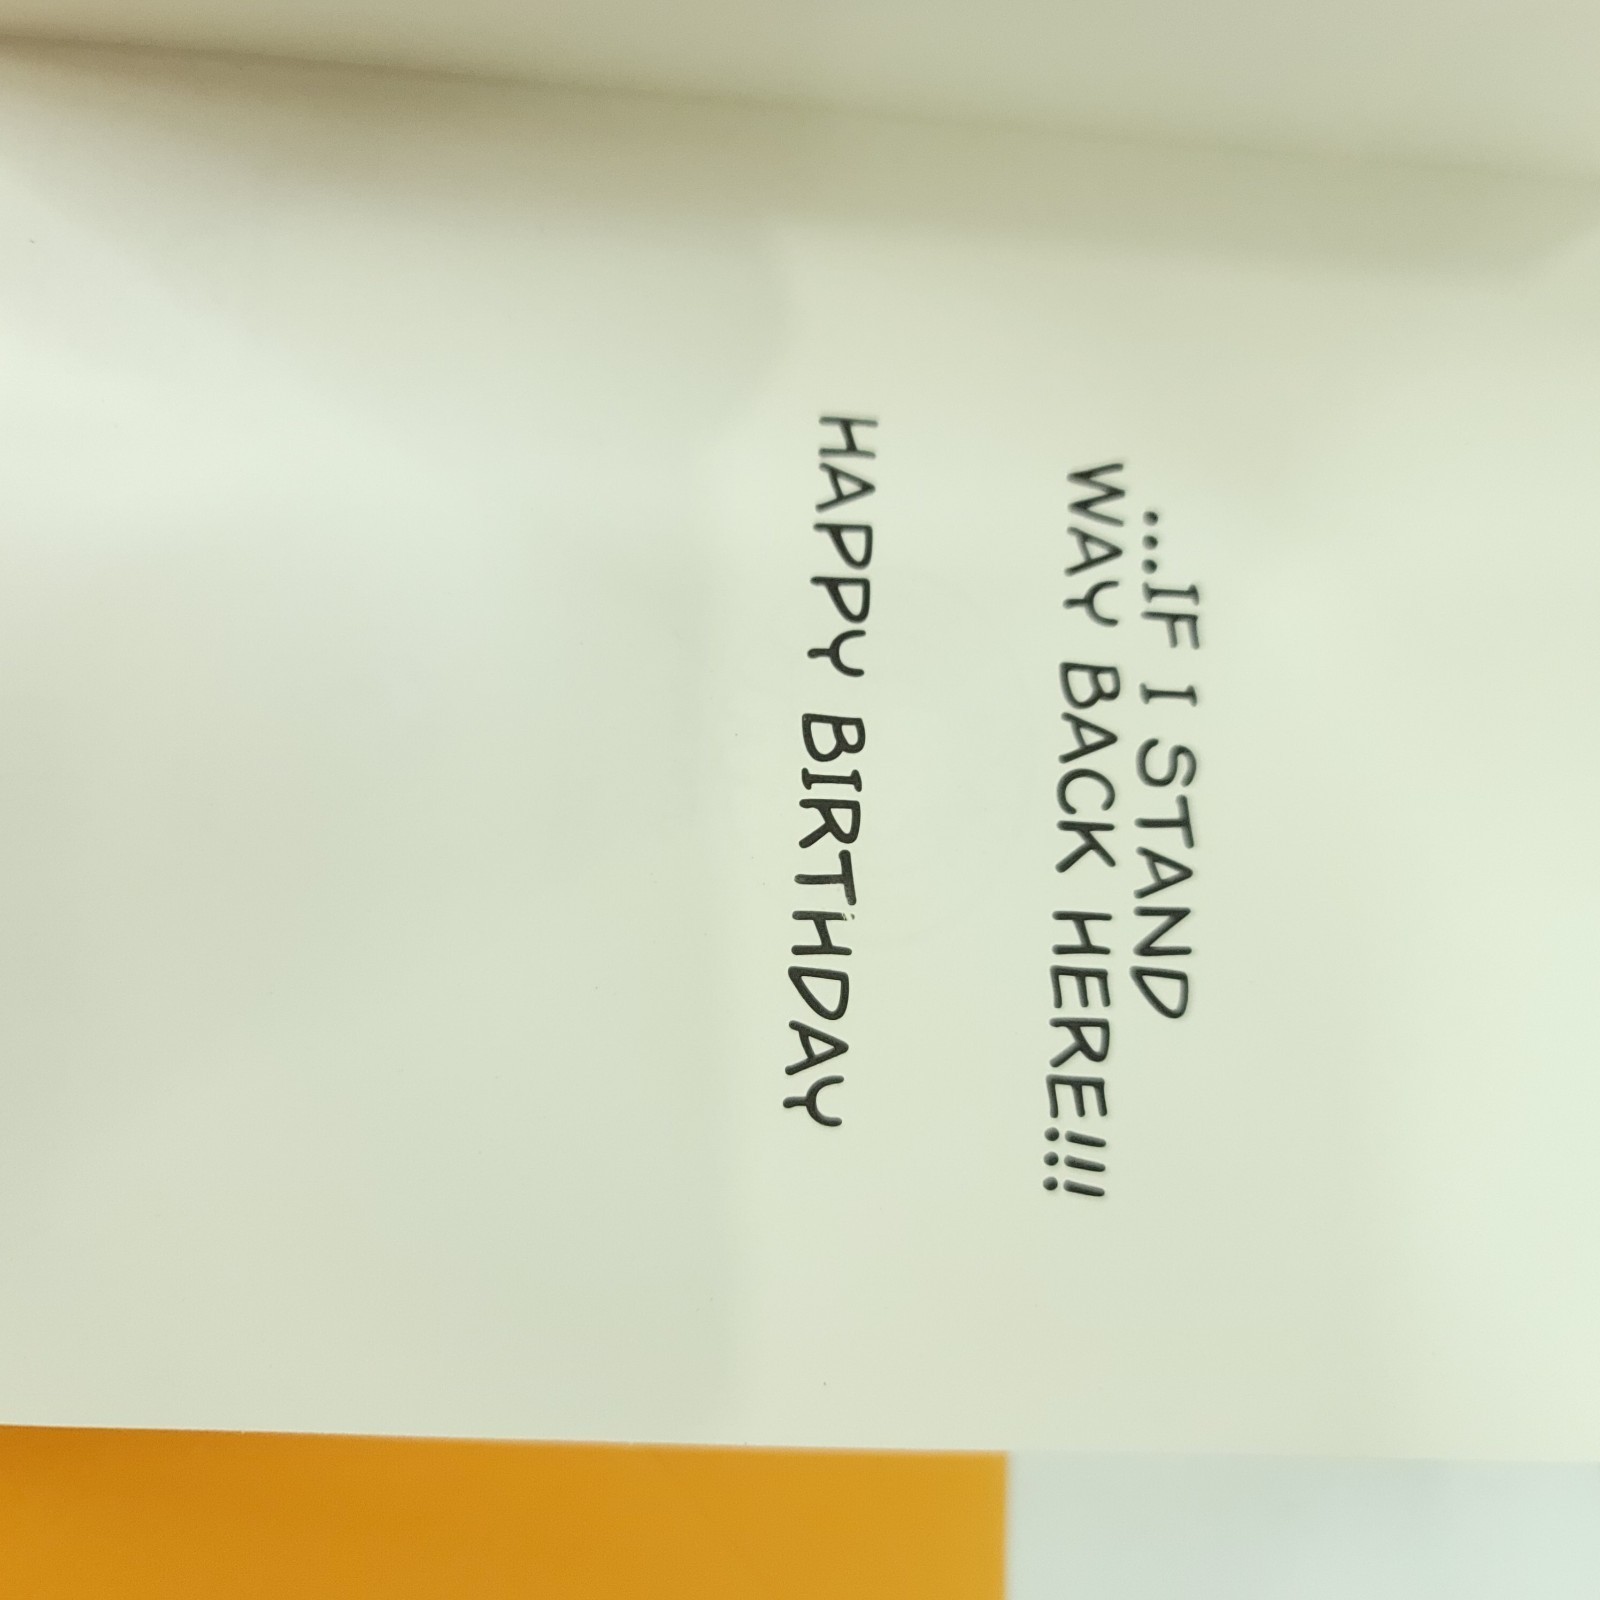 ...IF I STAND
WAY BACK HERE!!!
HAPPY BIRTHDAY